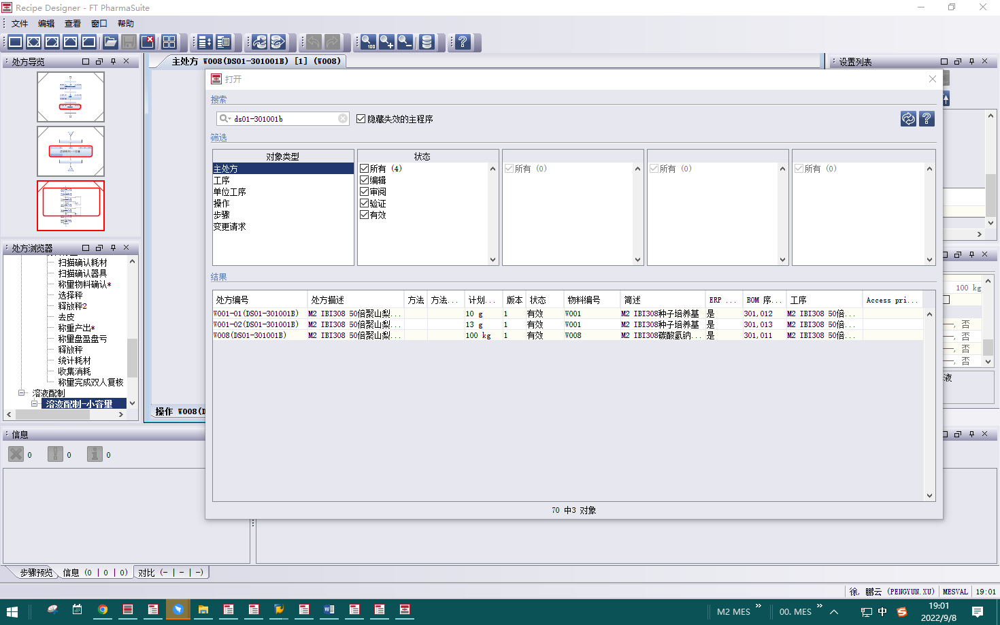 Recipe Designer - FT PharmaSuite
文件 编辑 查看 窗口 帮助
处方导览
主处方 W008(DS01-301001B) [1] (W008)
设置列表
打开
搜索
ds01-301001b
隐藏失效的主程序
筛选
对象类型
主处方
工序
单位工序
操作
步骤
变更请求
状态
所有 (4)
编辑
审阅
验证
有效
所有 (0)
所有 (0)
所有 (0)
结果
处方编号 处方描述 方法 方法... 计划... 版本 状态 物料编号 简述 ERP ... BOM 序... 工序 Access pri...
W001-01(DS01-301001B) M2 IBI308 50倍聚山梨... 10 g 1 有效 W001 M2 IBI308种子培养基 是 301,012 M2 IBI308 50倍...
W001-02(DS01-301001B) M2 IBI308 50倍聚山梨... 13 g 1 有效 W001 M2 IBI308种子培养基 是 301,013 M2 IBI308 50倍...
W008(DS01-301001B) M2 IBI308 50倍聚山梨... 100 kg 1 有效 W008 M2 IBI308碳酸氢钠... 是 301,011 M2 IBI308 50倍...
70 中3 对象
处方浏览器
扫描确认耗材
扫描确认器具
称量物料确认*
选择秤
释放秤2
去皮
称重产出*
称量盘盈盘亏
释放秤
统计耗材
收集消耗
称量完成双人复核
溶液配制
溶液配制-小容量
操作 W008(D
100 kg
—, 否
—, 否
—, 否
—, 否
液
信息
0 0 0
步骤预览 信息 (0 | 0 | 0) 对比 (- | - | -)
徐, 鹏云 (PENGYUN.XU) MESVAL 19:01
M2 MES » 00. MES » 中 19:01
2022/9/8